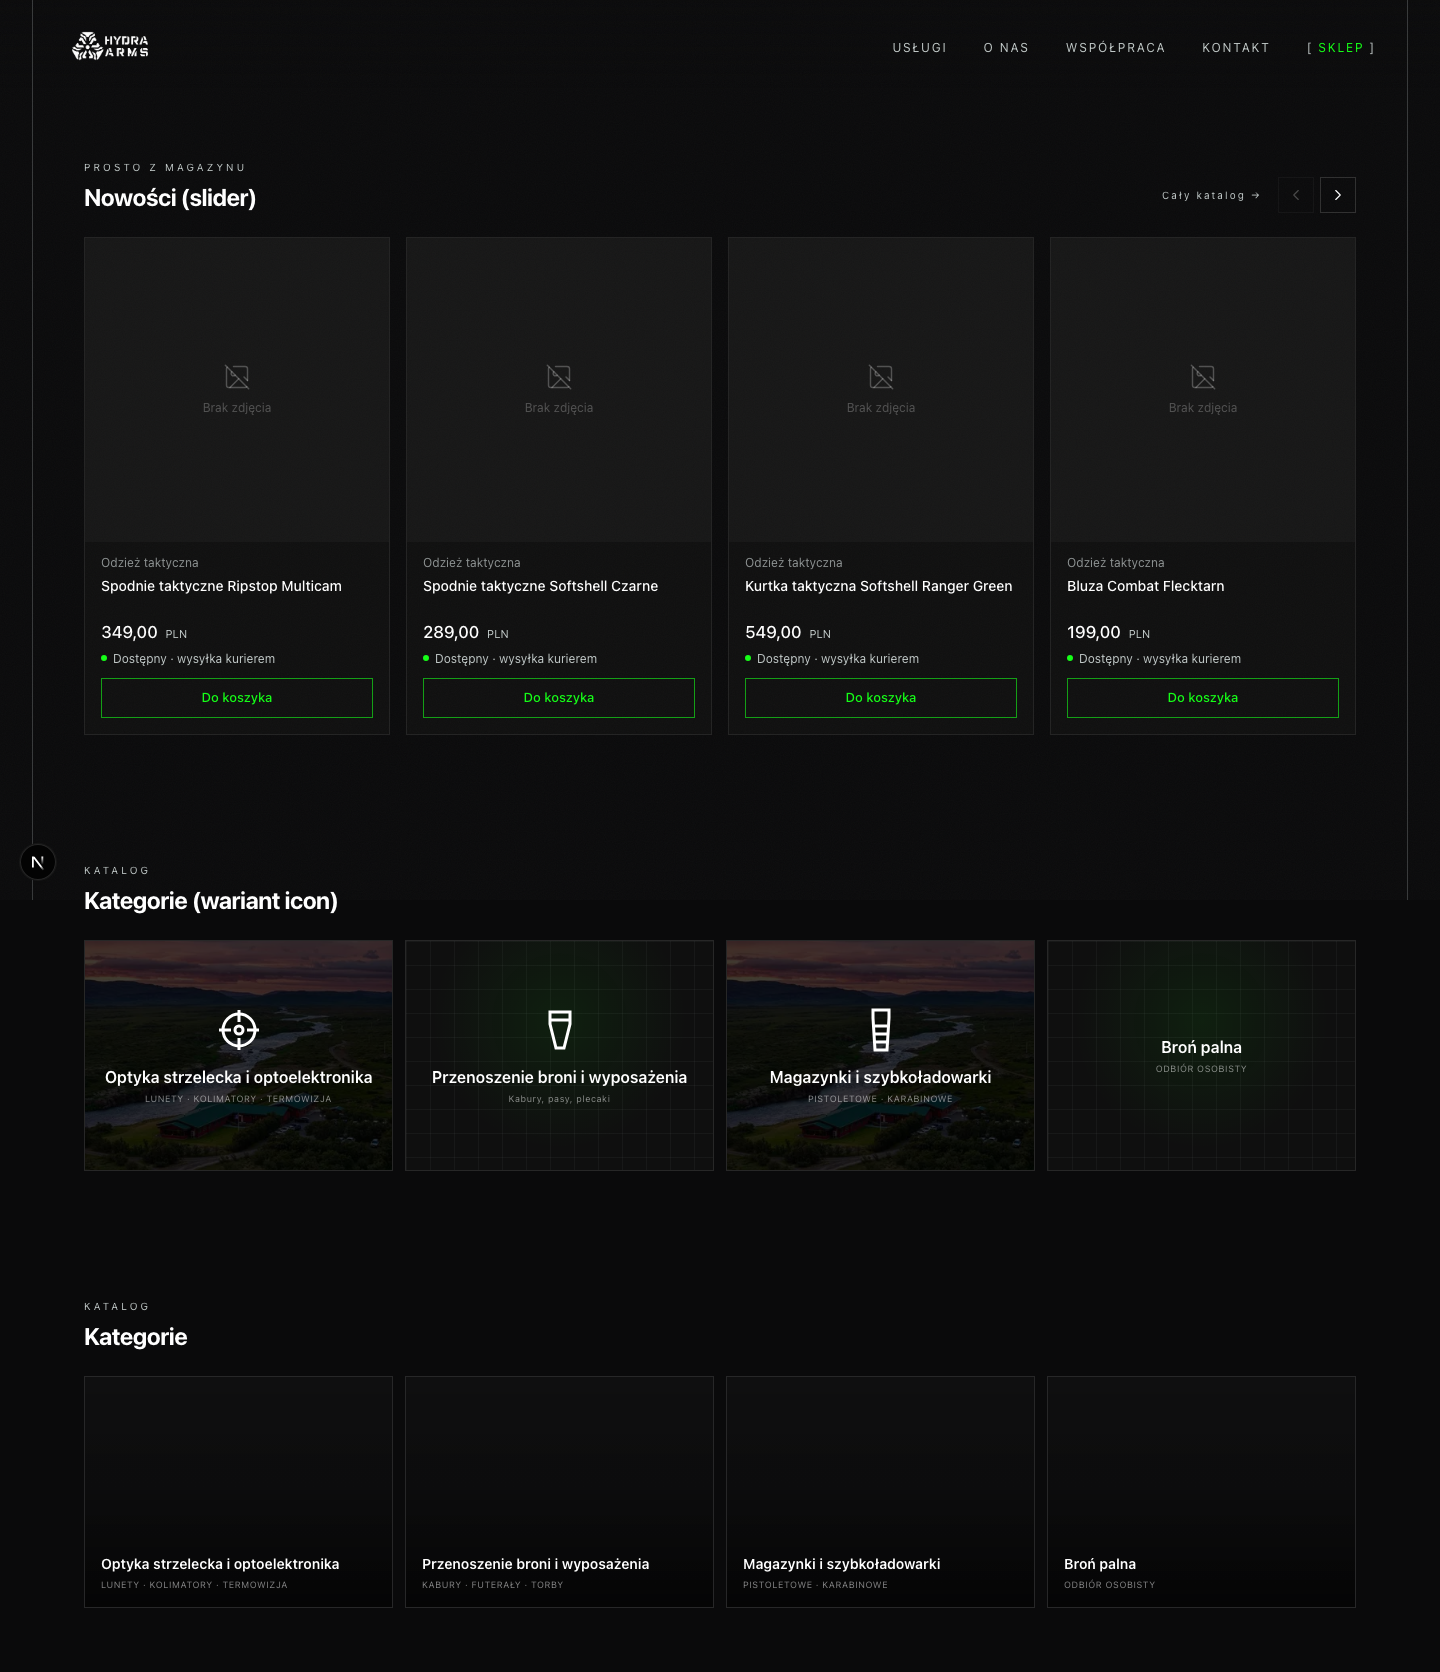 HYDRA
ARMS
USŁUGI
O NAS
WSPÓŁPRACA
KONTAKT
[ SKLEP ]
PROSTO Z MAGAZYNU
Nowości (slider)
Cały katalog →
Brak zdjęcia
Brak zdjęcia
Brak zdjęcia
Brak zdjęcia
Odzież taktyczna
Spodnie taktyczne Ripstop Multicam
349,00 PLN
Dostępny · wysyłka kurierem
Do koszyka
Odzież taktyczna
Spodnie taktyczne Softshell Czarne
289,00 PLN
Dostępny · wysyłka kurierem
Do koszyka
Odzież taktyczna
Kurtka taktyczna Softshell Ranger Green
549,00 PLN
Dostępny · wysyłka kurierem
Do koszyka
Odzież taktyczna
Bluza Combat Flecktarn
199,00 PLN
Dostępny · wysyłka kurierem
Do koszyka
N
KATALOG
Kategorie (wariant icon)
Optyka strzelecka i optoelektronika
LUNETY · KOLIMATORY · TERMOWIZJA
Przenoszenie broni i wyposażenia
Kabury, pasy, plecaki
Magazynki i szybkoładowarki
PISTOLETOWE · KARABINOWE
Broń palna
ODBIÓR OSOBISTY
KATALOG
Kategorie
Optyka strzelecka i optoelektronika
LUNETY · KOLIMATORY · TERMOWIZJA
Przenoszenie broni i wyposażenia
KABURY · FUTERAŁY · TORBY
Magazynki i szybkoładowarki
PISTOLETOWE · KARABINOWE
Broń palna
ODBIÓR OSOBISTY